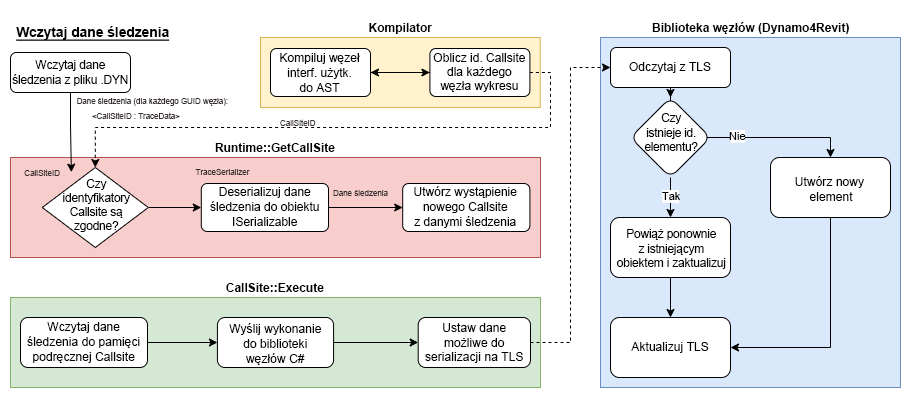 Wczytaj dane śledzenia
Wczytaj dane
śledzenia z pliku .DYN
Dane śledzenia (dla każdego GUID węzła):
<CallSiteID : TraceData>
Kompilator
Kompiluj węzeł
interf. użytk.
do AST
Oblicz id. Callsite
dla każdego
węzła wykresu
CallSiteID
Runtime::GetCallSite
CallSiteID
Czy
identyfikatory
Callsite są
zgodne?
TraceSerializer
Deserializuj dane
śledzenia do obiektu
ISerializable
Dane śledzenia
Utwórz wystąpienie
nowego Callsite
z danymi śledzenia
CallSite::Execute
Wczytaj dane
śledzenia do pamięci
podręcznej Callsite
Wyślij wykonanie
do biblioteki
węzłów C#
Ustaw dane
możliwe do
serializacji na TLS
Biblioteka węzłów (Dynamo4Revit)
Odczytaj z TLS
Czy
istnieje id.
elementu?
Nie
Tak
Utwórz nowy
element
Powiąż ponownie
z istniejącym
obiektem i zaktualizuj
Aktualizuj TLS